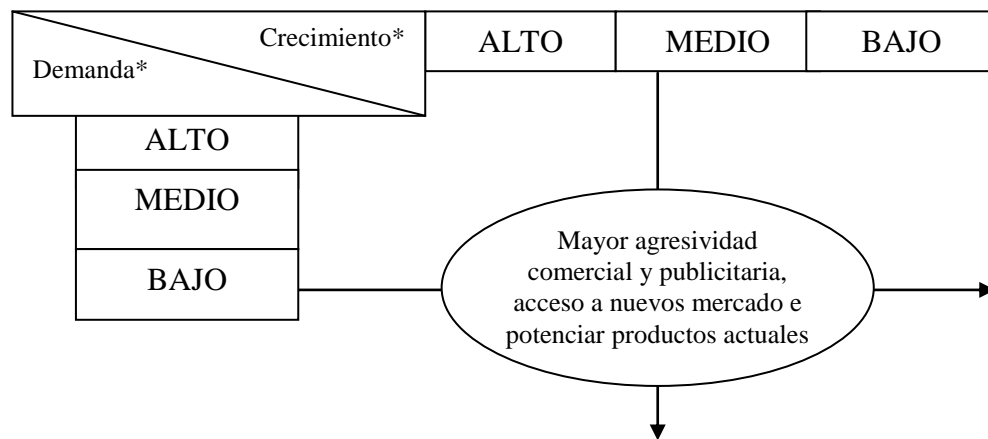 Crecimiento*
Demanda*
ALTO
MEDIO
BAJO
ALTO
MEDIO
BAJO
Mayor agresividad
comercial y publicitaria,
acceso a nuevos mercado e
potenciar productos actuales